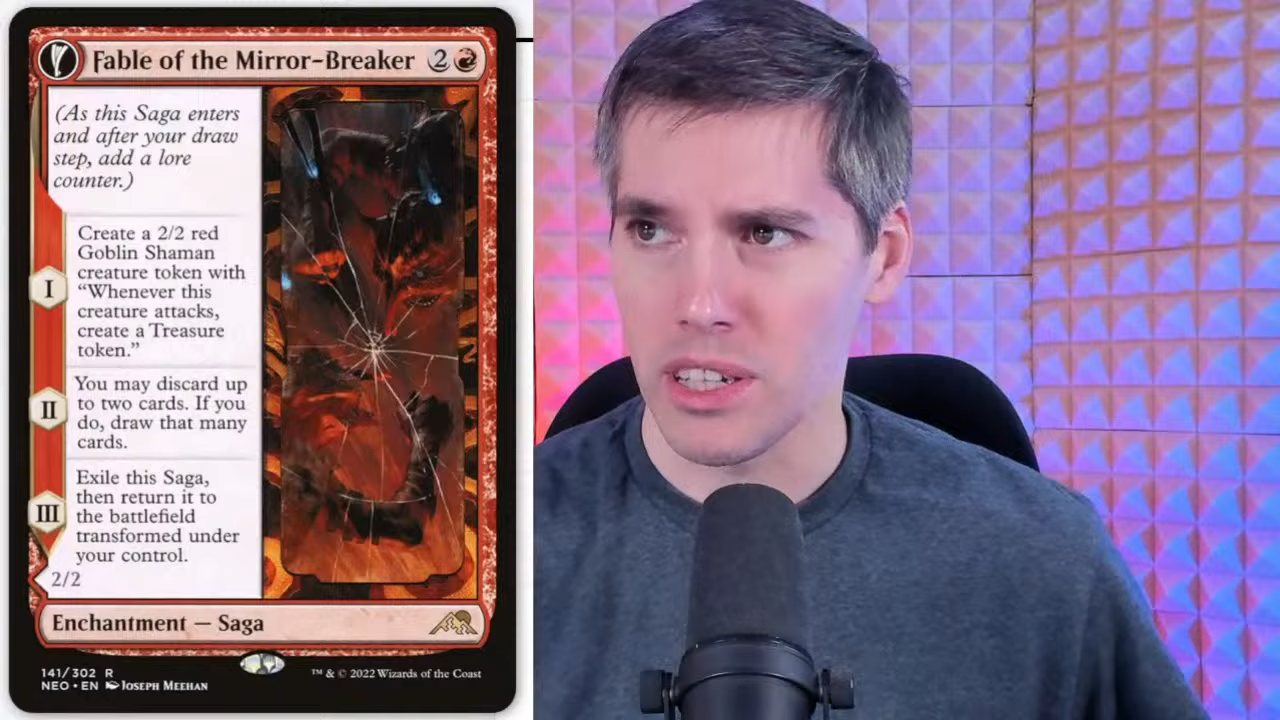 Fable of the Mirror-Breaker 2
(As this Saga enters
and after your draw
step, add a lore
counter.)
I
Create a 2/2 red
Goblin Shaman
creature token with
“Whenever this
creature attacks,
create a Treasure
token.”
II
You may discard up
to two cards. If you
do, draw that many
cards.
III
Exile this Saga,
then return it to
the battlefield
transformed under
your control.
2/2
Enchantment — Saga
141/302 R
NEO • EN Joseph Meehan
™ & © 2022 Wizards of the Coast